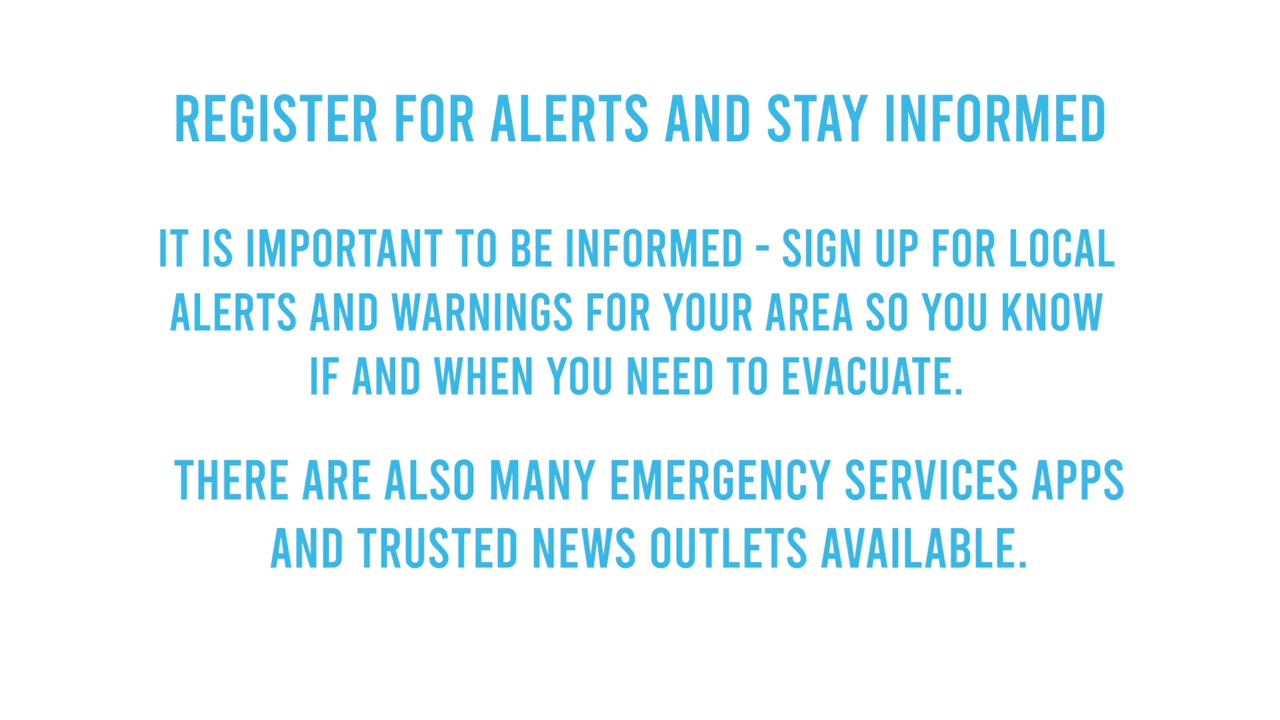 REGISTER FOR ALERTS AND STAY INFORMED
IT IS IMPORTANT TO BE INFORMED - SIGN UP FOR LOCAL
ALERTS AND WARNINGS FOR YOUR AREA SO YOU KNOW
IF AND WHEN YOU NEED TO EVACUATE.
THERE ARE ALSO MANY EMERGENCY SERVICES APPS
AND TRUSTED NEWS OUTLETS AVAILABLE.